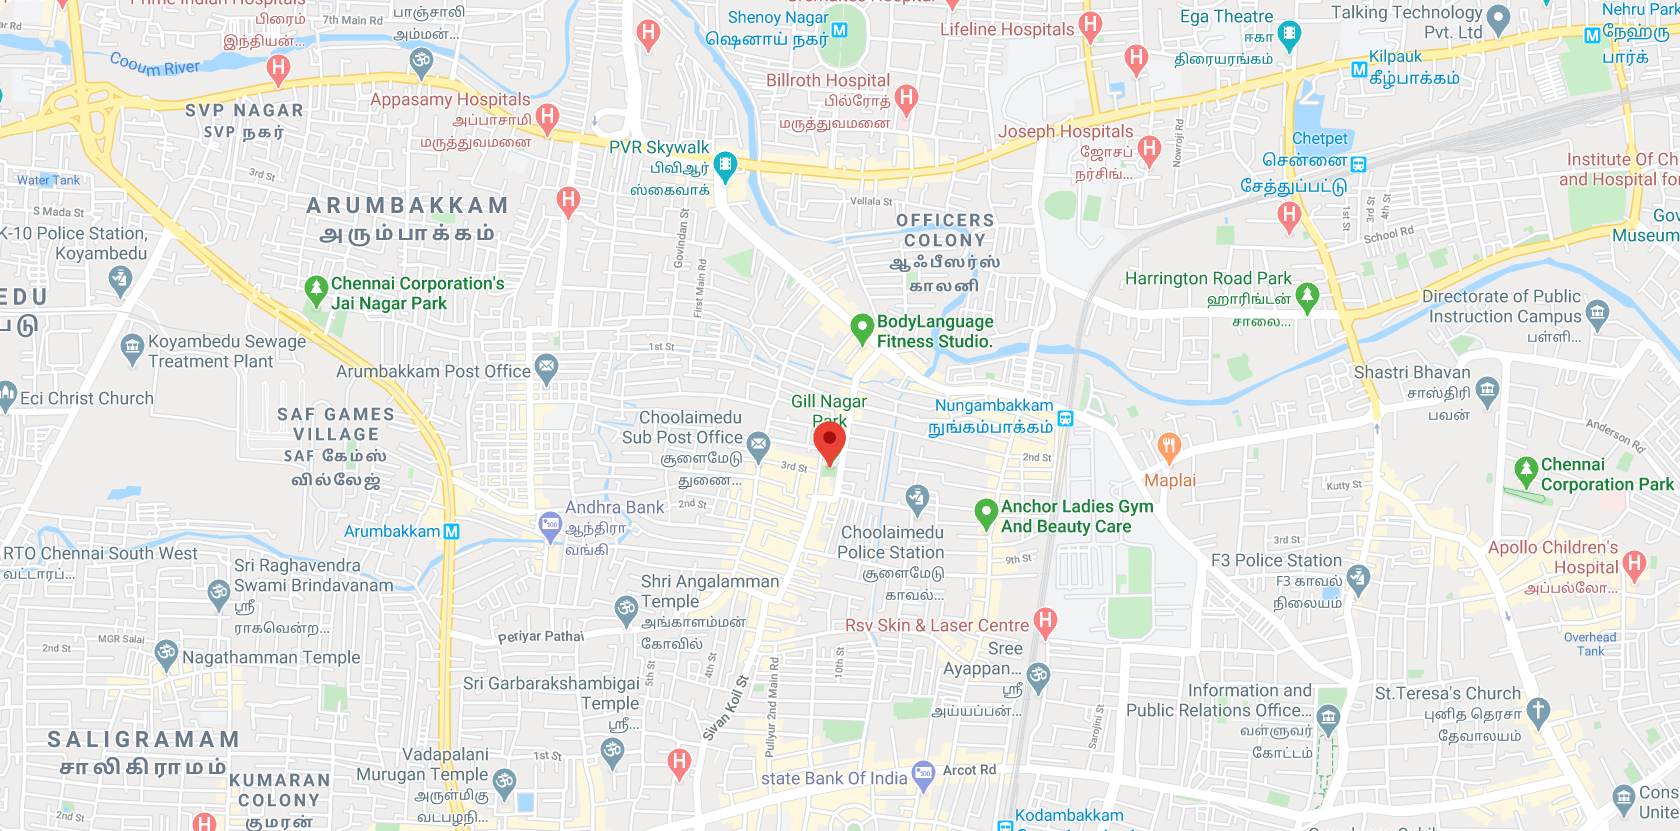 Prime Indian Hospitals
பிரைம்
இந்தியன்...
7th Main Rd
பாஞ்சாலி
அம்மன்...
Cooum River
SVP NAGAR
SVP நகர்
Appasamy Hospitals
அப்பாசாமி
மருத்துவமனை
Shenoy Nagar
ஷெனாய் நகர்
Billroth Hospital
பில்ரோத்
மருத்துவமனை
Lifeline Hospitals
Ega Theatre
ஈகா
திரையரங்கம்
Talking Technology
Pvt. Ltd
Nehru Park
நேஹரு
பார்க்
Kilpauk
கீழ்பாக்கம்
Joseph Hospitals
ஜோசப்
நர்சிங்...
Nowroji Rd
Chetpet
சென்னை
சேத்துப்பட்டு
Institute Of Ch
and Hospital fo
PVR Skywalk
பிவிஆர்
ஸ்கைவாக்
3rd St
Water Tank
S Mada St
K-10 Police Station,
Koyambedu
ARUMBAKKAM
அரும்பாக்கம்
Govindan St
First Main Rd
Vellala St
OFFICERS
COLONY
ஆஃபீஸர்ஸ்
காலனி
1st St
3rd St
4th St
School Rd
Gov
Museum
EDU
டு
Chennai Corporation's
Jai Nagar Park
Harrington Road Park
ஹாரிங்டன்
சாலை...
Directorate of Public
Instruction Campus
பள்ளி...
BodyLanguage
Fitness Studio.
Koyambedu Sewage
Treatment Plant
1st St
Arumbakkam Post Office
Eci Christ Church
Shastri Bhavan
சாஸ்திரி
பவன்
SAF GAMES
VILLAGE
SAF கேம்ஸ்
வில்லேஜ்
Choolaimedu
Sub Post Office
சூளைமேடு
துணை...
Gill Nagar
Park
3rd St
Nungambakkam
நுங்கம்பாக்கம்
2nd St
Maplai
Anderson Rd
Chennai
Corporation Park
Kutty St
Andhra Bank
ஆந்திரா
வங்கி
2nd St
Anchor Ladies Gym
And Beauty Care
Arumbakkam
Choolaimedu
Police Station
சூளைமேடு
காவல்...
9th St
3rd St
F3 Police Station
F3 காவல்
நிலையம்
Apollo Children's
Hospital
அப்பல்லோ...
RTO Chennai South West
வட்டாரப்...
Sri Raghavendra
Swami Brindavanam
ஸ்ரீ
ராகவேன்ற...
Shri Angalamman
Temple
அங்காளம்மன்
கோவில்
Periyar Pathai
MGR Salai
2nd St
Nagathamman Temple
Rsv Skin & Laser Centre
Sree
Ayappan...
ஸ்ரீ
அய்யப்பன்...
Overhead
Tank
5th St
4th St
10th St
Sivan Koil St
Puliyur 2nd Main Rd
Sri Garbarakshambigai
Temple
ஸ்ரீ...
Information and
Public Relations Office...
வள்ளுவர்
கோட்டம்
St.Teresa's Church
புனித தெரசா
தேவாலயம்
Sarojini St
SALIGRAMAM
சாலிகிராமம்
KUMARAN
COLONY
குமரன்
Vadapalani
Murugan Temple
அருள்மிகு
வடபழனி...
1st St
state Bank Of India
Arcot Rd
Kodambakkam
Cons
Unite